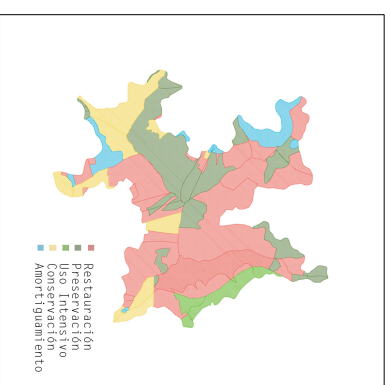 Restauración
Preservación
Uso Intensivo
Conservación
Amortiguamiento